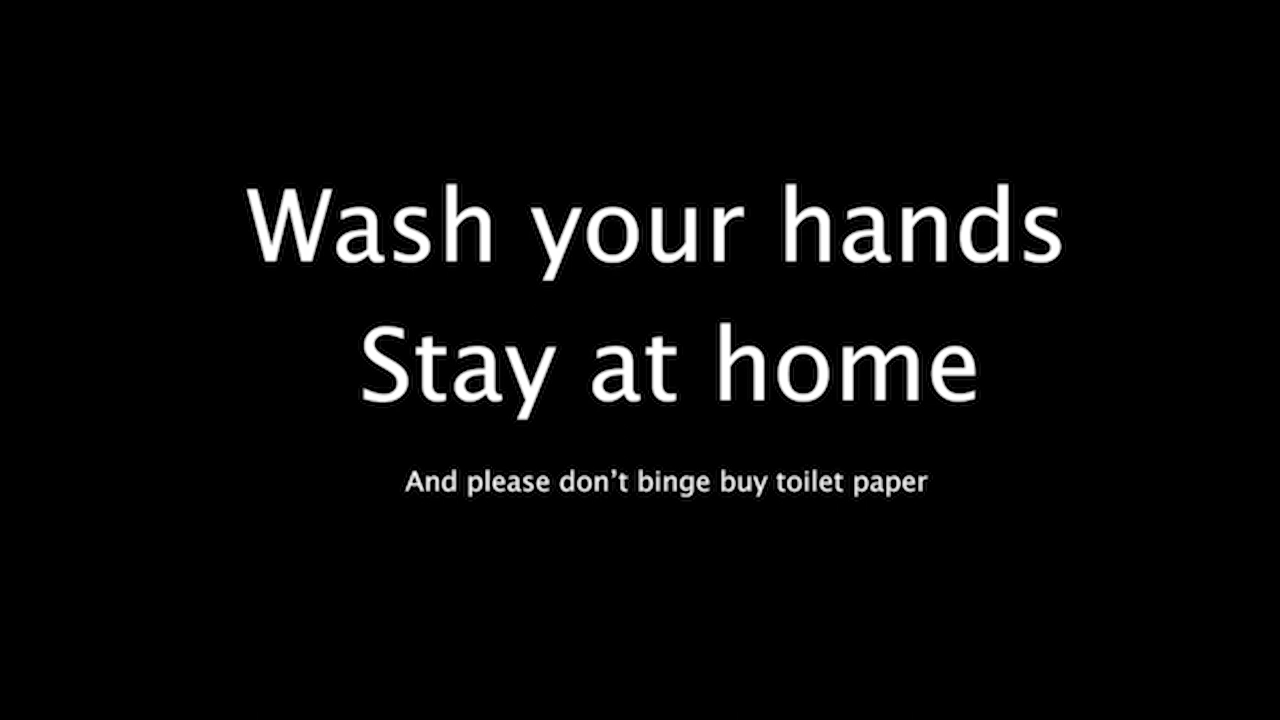 Wash your hands
Stay at home
And please don’t binge buy toilet paper